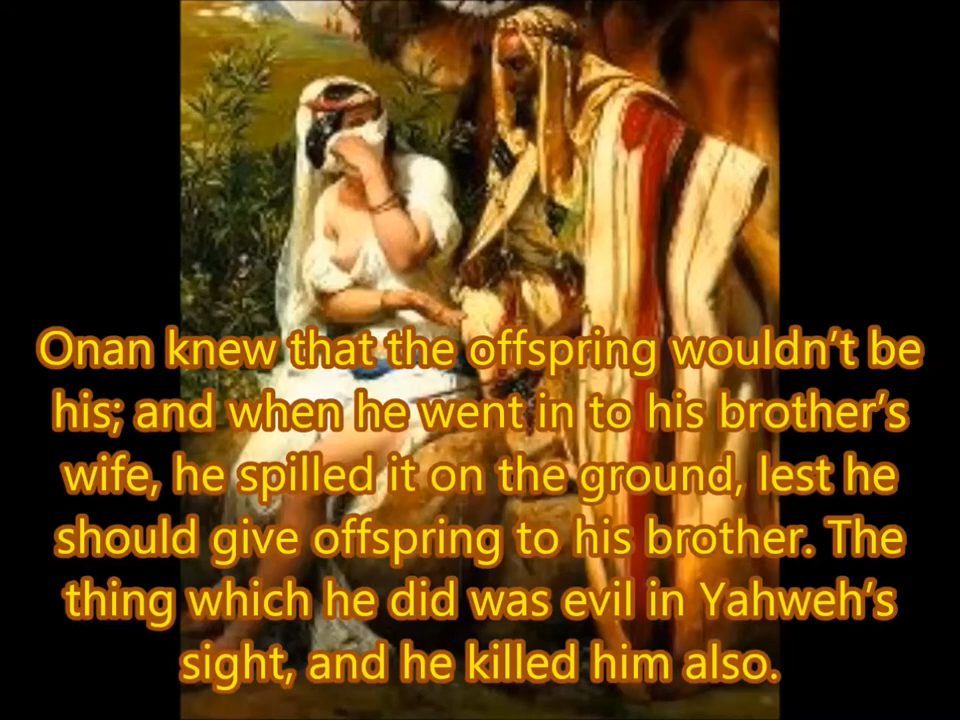 Onan knew that the offspring wouldn’t be
his; and when he went in to his brother’s
wife, he spilled it on the ground, lest he
should give offspring to his brother. The
thing which he did was evil in Yahweh’s
sight, and he killed him also.